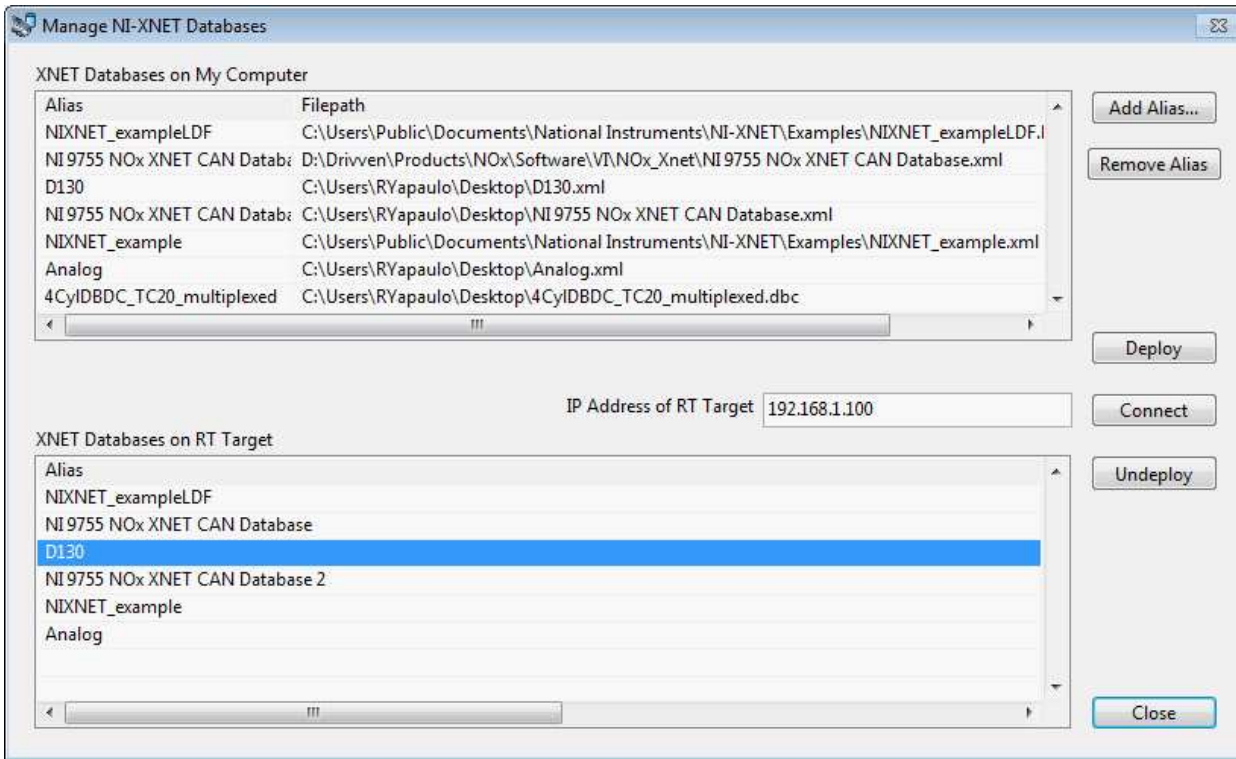 Manage NI-XNET Databases
XNET Databases on My Computer
Alias Filepath
NIXNET_exampleLDF C:\Users\Public\Documents\National Instruments\NI-XNET\Examples\NIXNET_exampleLDF.l
NI 9755 NOx XNET CAN Databa D:\Drivven\Products\NOx\Software\VI\NOx_Xnet\NI 9755 NOx XNET CAN Database.xml
D130 C:\Users\RYapaulo\Desktop\D130.xml
NI 9755 NOx XNET CAN Databa C:\Users\RYapaulo\Desktop\NI 9755 NOx XNET CAN Database.xml
NIXNET_example C:\Users\Public\Documents\National Instruments\NI-XNET\Examples\NIXNET_example.xml
Analog C:\Users\RYapaulo\Desktop\Analog.xml
4CylDBDC_TC20_multiplexed C:\Users\RYapaulo\Desktop\4CylDBDC_TC20_multiplexed.dbc
Add Alias...
Remove Alias
Deploy
IP Address of RT Target 192.168.1.100 Connect
XNET Databases on RT Target
Alias
NIXNET_exampleLDF
NI 9755 NOx XNET CAN Database
D130
NI 9755 NOx XNET CAN Database 2
NIXNET_example
Analog
Undeploy
Close